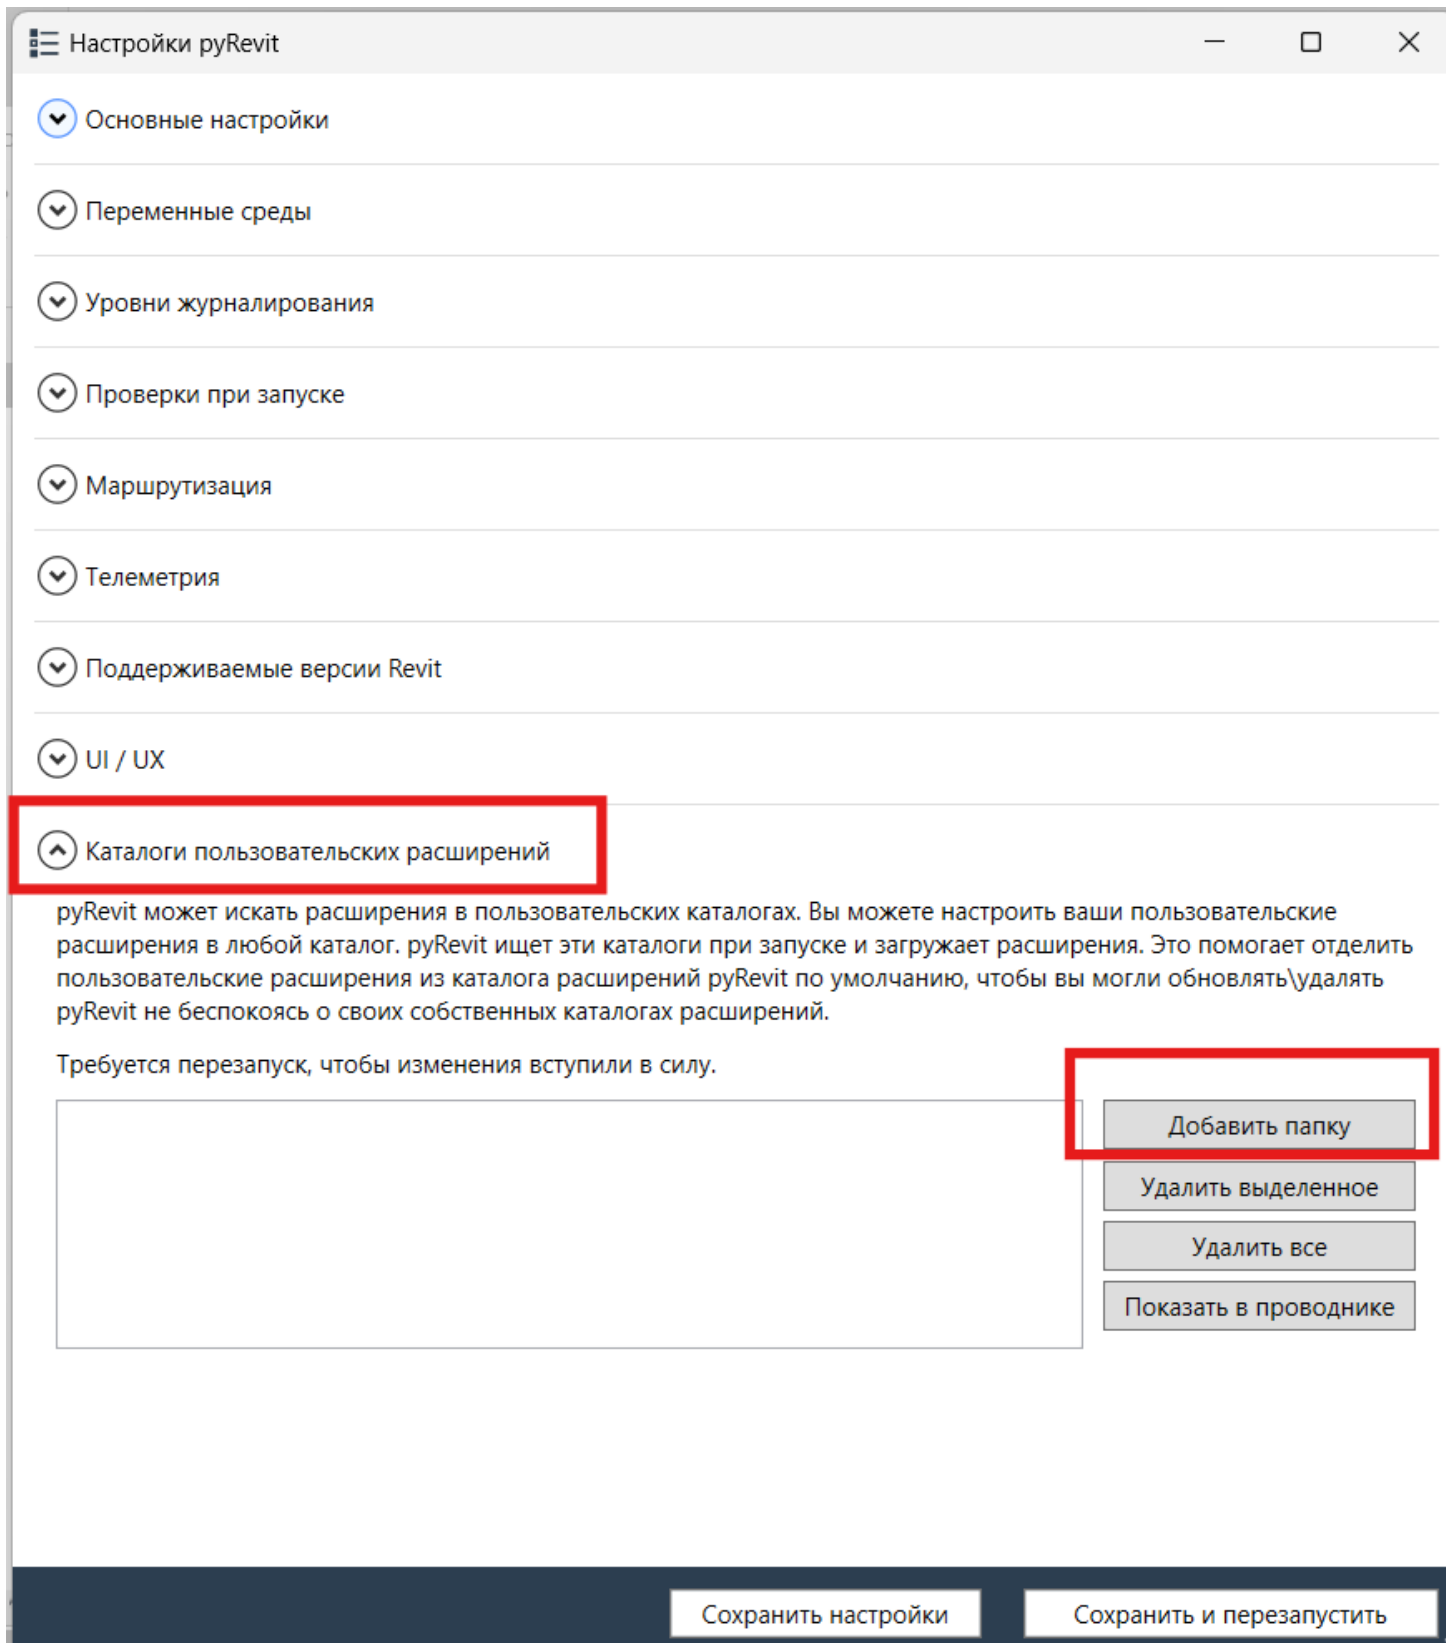 Настройки pyRevit
Основные настройки
Переменные среды
Уровни журналирования
Проверки при запуске
Маршрутизация
Телеметрия
Поддерживаемые версии Revit
UI / UX
Каталоги пользовательских расширений
pyRevit может искать расширения в пользовательских каталогах. Вы можете настроить ваши пользовательские
расширения в любой каталог. pyRevit ищет эти каталоги при запуске и загружает расширения. Это помогает отделить
пользовательские расширения из каталога расширений pyRevit по умолчанию, чтобы вы могли обновлять\удалять
pyRevit не беспокоясь о своих собственных каталогах расширений.
Требуется перезапуск, чтобы изменения вступили в силу.
Добавить папку
Удалить выделенное
Удалить все
Показать в проводнике
Сохранить настройки
Сохранить и перезапустить